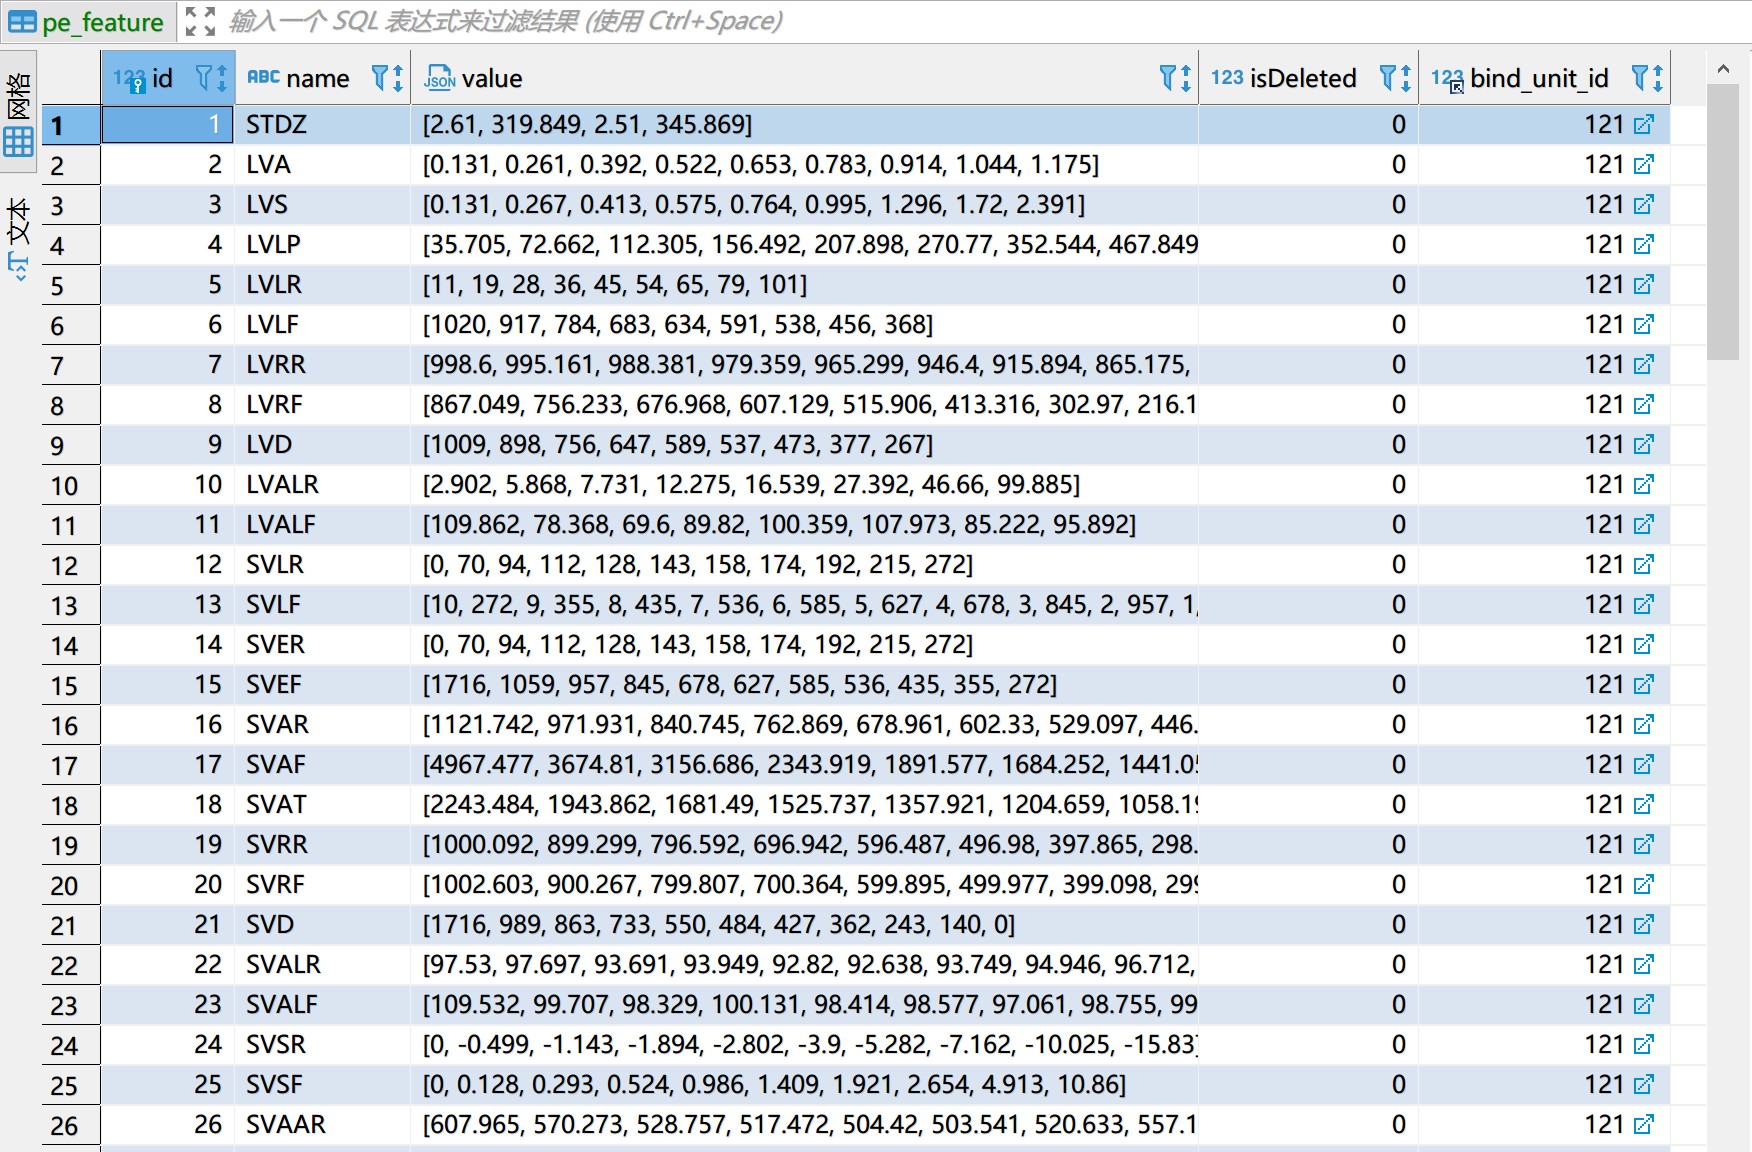 pe_feature 输入一个 SQL 表达式来过滤结果 (使用 Ctrl+Space)
网格
文本
123 id ABC name JSON value 123 isDeleted 123 bind_unit_id
1 1 STDZ [2.61, 319.849, 2.51, 345.869] 0 121
2 2 LVA [0.131, 0.261, 0.392, 0.522, 0.653, 0.783, 0.914, 1.044, 1.175] 0 121
3 3 LVS [0.131, 0.267, 0.413, 0.575, 0.764, 0.995, 1.296, 1.72, 2.391] 0 121
4 4 LVLP [35.705, 72.662, 112.305, 156.492, 207.898, 270.77, 352.544, 467.849 0 121
5 5 LVLR [11, 19, 28, 36, 45, 54, 65, 79, 101] 0 121
6 6 LVLF [1020, 917, 784, 683, 634, 591, 538, 456, 368] 0 121
7 7 LVRR [998.6, 995.161, 988.381, 979.359, 965.299, 946.4, 915.894, 865.175, 0 121
8 8 LVRF [867.049, 756.233, 676.968, 607.129, 515.906, 413.316, 302.97, 216.1 0 121
9 9 LVD [1009, 898, 756, 647, 589, 537, 473, 377, 267] 0 121
10 10 LVALR [2.902, 5.868, 7.731, 12.275, 16.539, 27.392, 46.66, 99.885] 0 121
11 11 LVALF [109.862, 78.368, 69.6, 89.82, 100.359, 107.973, 85.222, 95.892] 0 121
12 12 SVLR [0, 70, 94, 112, 128, 143, 158, 174, 192, 215, 272] 0 121
13 13 SVLF [10, 272, 9, 355, 8, 435, 7, 536, 6, 585, 5, 627, 4, 678, 3, 845, 2, 957, 1, 0 121
14 14 SVER [0, 70, 94, 112, 128, 143, 158, 174, 192, 215, 272] 0 121
15 15 SVEF [1716, 1059, 957, 845, 678, 627, 585, 536, 435, 355, 272] 0 121
16 16 SVAR [1121.742, 971.931, 840.745, 762.869, 678.961, 602.33, 529.097, 446. 0 121
17 17 SVAF [4967.477, 3674.81, 3156.686, 2343.919, 1891.577, 1684.252, 1441.05 0 121
18 18 SVAT [2243.484, 1943.862, 1681.49, 1525.737, 1357.921, 1204.659, 1058.19 0 121
19 19 SVRR [1000.092, 899.299, 796.592, 696.942, 596.487, 496.98, 397.865, 298. 0 121
20 20 SVRF [1002.603, 900.267, 799.807, 700.364, 599.895, 499.977, 399.098, 299 0 121
21 21 SVD [1716, 989, 863, 733, 550, 484, 427, 362, 243, 140, 0] 0 121
22 22 SVALR [97.53, 97.697, 93.691, 93.949, 92.82, 92.638, 93.749, 94.946, 96.712, 0 121
23 23 SVALF [109.532, 99.707, 98.329, 100.131, 98.414, 98.577, 97.061, 98.755, 99 0 121
24 24 SVSR [0, -0.499, -1.143, -1.894, -2.802, -3.9, -5.282, -7.162, -10.025, -15.83] 0 121
25 25 SVSF [0, 0.128, 0.293, 0.524, 0.986, 1.409, 1.921, 2.654, 4.913, 10.86] 0 121
26 26 SVAAR [607.965, 570.273, 528.757, 517.472, 504.42, 503.541, 520.633, 557.1 0 121